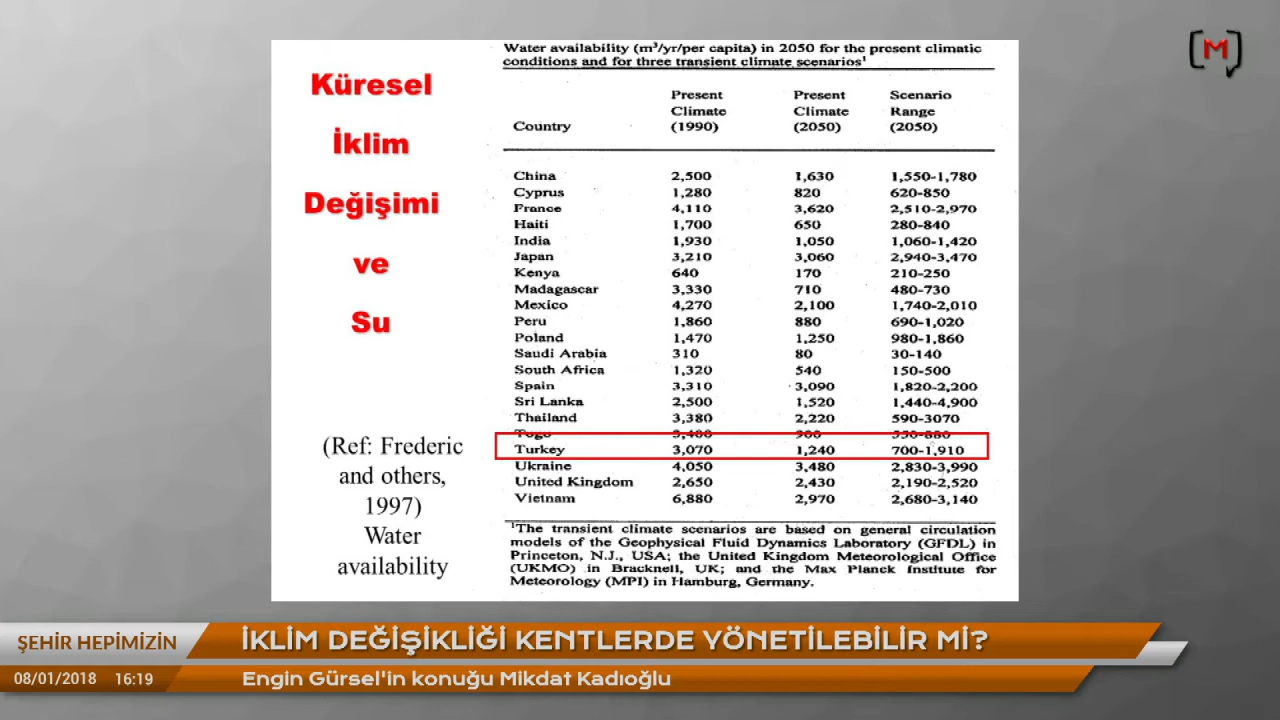 Küresel
İklim
Değişimi
ve
Su
(Ref: Frederic
and others,
1997)
Water
availability
Water availability (m³/yr/per capita) in 2050 for the present climatic
conditions and for three transient climate scenarios¹
Country Present Climate (1990) Present Climate (2050) Scenario Range (2050)
China 2,500 1,630 1,550-1,780
Cyprus 1,280 820 620-850
France 4,110 3,620 2,510-2,970
Haiti 1,700 650 280-840
India 1,930 1,050 1,060-1,420
Japan 3,210 3,060 2,940-3,470
Kenya 640 170 210-250
Madagascar 3,330 710 480-730
Mexico 4,270 2,100 1,740-2,010
Peru 1,860 880 690-1,020
Poland 1,470 1,250 980-1,860
Saudi Arabia 310 80 30-140
South Africa 1,320 540 150-500
Spain 3,310 3,090 1,820-2,200
Sri Lanka 2,500 1,520 1,440-4,900
Thailand 3,380 2,220 590-3070
Togo 3,400 900 550-880
Turkey 3,070 1,240 700-1,910
Ukraine 4,050 3,480 2,830-3,990
United Kingdom 2,650 2,430 2,190-2,520
Vietnam 6,880 2,970 2,680-3,140
¹The transient climate scenarios are based on general circulation
models of the Geophysical Fluid Dynamics Laboratory (GFDL) in
Princeton, N.J., USA; the United Kingdom Meteorological Office
(UKMO) in Bracknell, UK; and the Max Planck Institute for
Meteorology (MPI) in Hamburg, Germany.
[M]
ŞEHİR HEPİMİZİN
İKLİM DEĞİŞİKLİĞİ KENTLERDE YÖNETİLEBİLİR Mİ?
08/01/2018 16:19
Engin Gürsel'in konuğu Mikdat Kadıoğlu